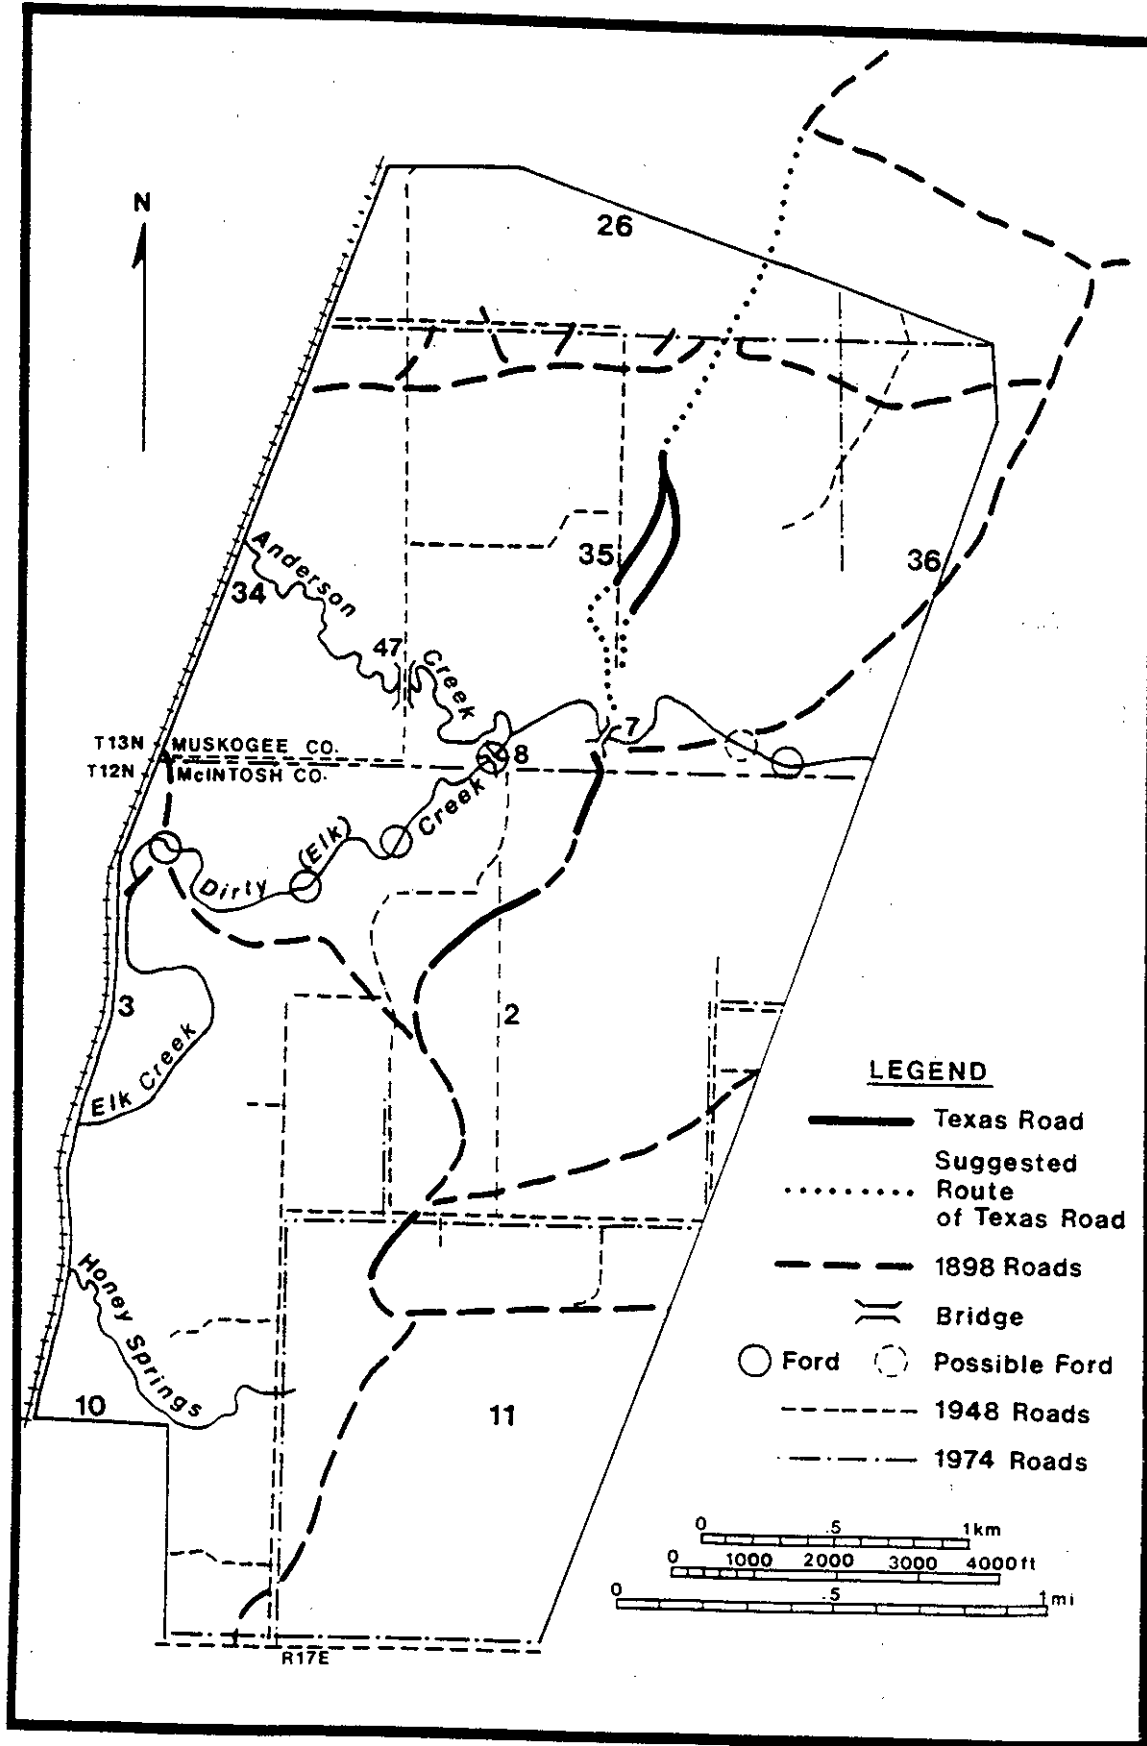 N
26
Anderson
35
36
34
47
Creek
7
T13N
MUSKOGEE CO.
8
T12N
McINTOSH CO.
Dirty (Elk) Creek
3
2
Elk Creek
LEGEND
Texas Road
Suggested
Route
of Texas Road
1898 Roads
Bridge
Ford
Possible Ford
1948 Roads
1974 Roads
Honey Springs
10
11
0 .5 1km
0 1000 2000 3000 4000ft
0 .5 1mi
R17E